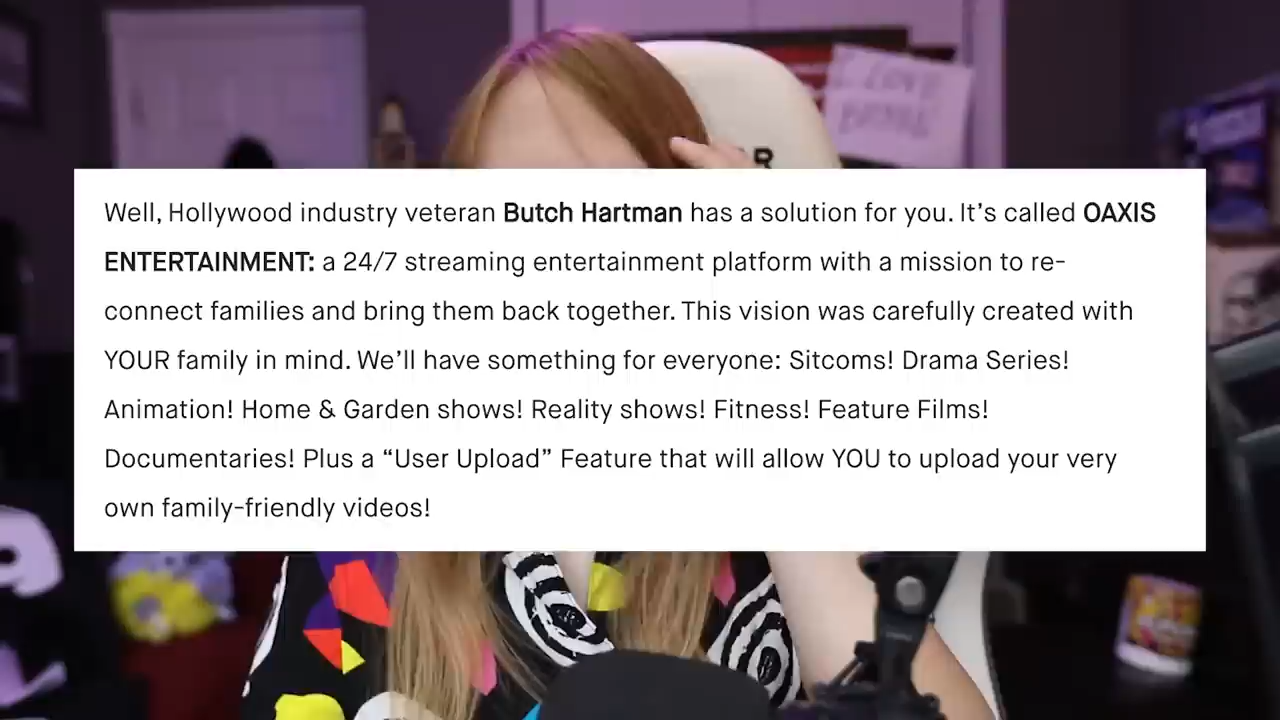 Well, Hollywood industry veteran Butch Hartman has a solution for you. It’s called OAXIS
ENTERTAINMENT: a 24/7 streaming entertainment platform with a mission to re-
connect families and bring them back together. This vision was carefully created with
YOUR family in mind. We’ll have something for everyone: Sitcoms! Drama Series!
Animation! Home & Garden shows! Reality shows! Fitness! Feature Films!
Documentaries! Plus a “User Upload” Feature that will allow YOU to upload your very
own family-friendly videos!